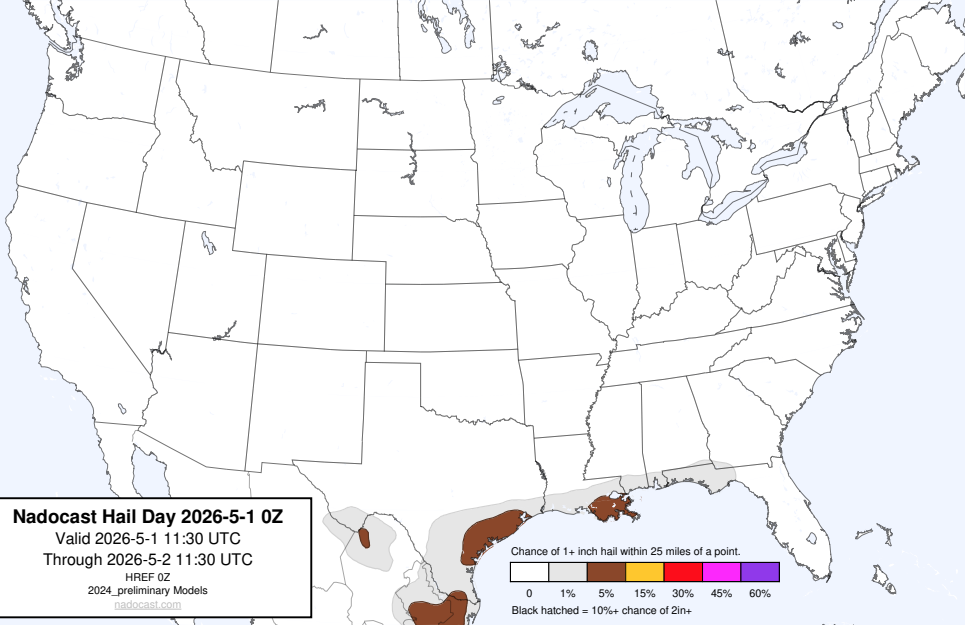 Nadocast Hail Day 2026-5-1 0Z
Valid 2026-5-1 11:30 UTC
Through 2026-5-2 11:30 UTC
HREF 0Z
2024_preliminary Models
nadocast.com
Chance of 1+ inch hail within 25 miles of a point.
0 1% 5% 15% 30% 45% 60%
Black hatched = 10%+ chance of 2in+